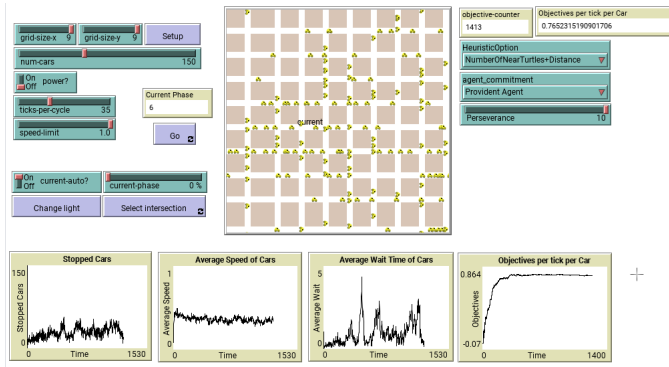 grid-size-x 9
grid-size-y 9
Setup
num-cars 150
On
Off
power?
ticks-per-cycle 35
speed-limit 1.0
Current Phase
6
Go
On
Off
current-auto?
current-phase 0 %
Change light
Select intersection
current
objective-counter
1413
Objectives per tick per Car
0.7652315190901706
HeuristicOption
NumberOfNearTurtles+Distance
agent_commitment
Provident Agent
Perseverance 10
Stopped Cars
150
Stopped Cars
0
0 Time 1530
Average Speed of Cars
1
Average Speed
0
0 Time 1530
Average Wait Time of Cars
5
Average Wait
0
0 Time 1530
Objectives per tick per Car
0.864
Objectives
-0.07
0 Time 1400